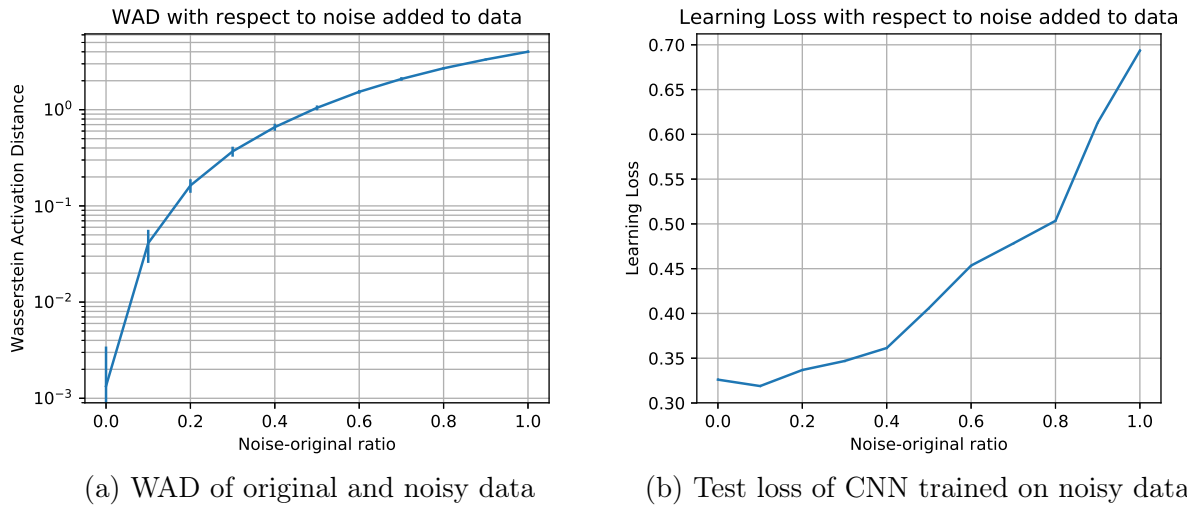 WAD with respect to noise added to data
Wasserstein Activation Distance
10⁰
10⁻¹
10⁻²
10⁻³
0.0 0.2 0.4 0.6 0.8 1.0
Noise-original ratio
(a) WAD of original and noisy data
Learning Loss with respect to noise added to data
Learning Loss
0.70
0.65
0.60
0.55
0.50
0.45
0.40
0.35
0.30
0.0 0.2 0.4 0.6 0.8 1.0
Noise-original ratio
(b) Test loss of CNN trained on noisy data